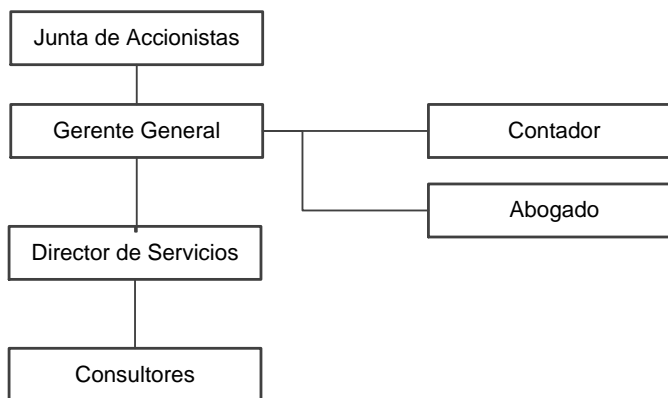 Junta de Accionistas
Gerente General
Contador
Abogado
Director de Servicios
Consultores